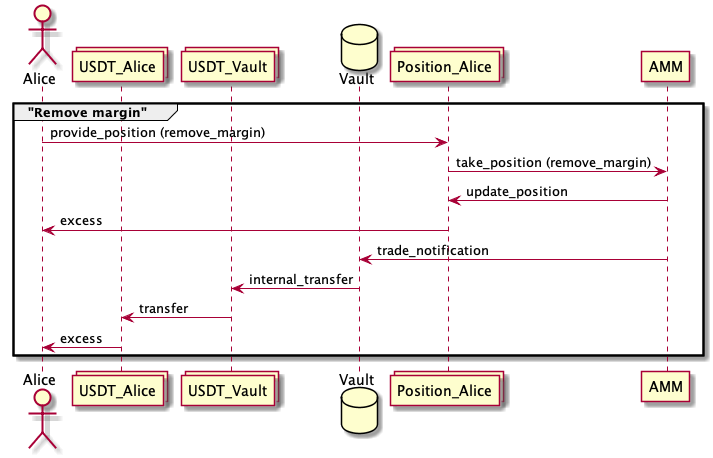 Alice
USDT_Alice
USDT_Vault
Vault
Position_Alice
AMM
"Remove margin"
provide_position (remove_margin)
take_position (remove_margin)
update_position
excess
trade_notification
internal_transfer
transfer
excess
Alice
USDT_Alice
USDT_Vault
Vault
Position_Alice
AMM